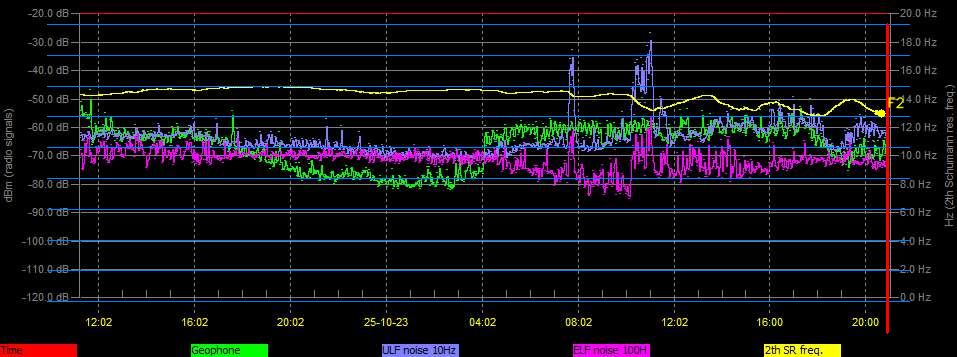 -20.0 dB 20.0 Hz
-30.0 dB 18.0 Hz
-40.0 dB 16.0 Hz
-50.0 dB 14.0 Hz
F2
-60.0 dB 12.0 Hz
-70.0 dB 10.0 Hz
-80.0 dB 8.0 Hz
-90.0 dB 6.0 Hz
-100.0 dB 4.0 Hz
-110.0 dB 2.0 Hz
-120.0 dB 0.0 Hz
dBm (radio signals)
Hz (2th Schumann res. freq.)
12:02 16:02 20:02 25-10-23 04:02 08:02 12:02 16:00 20:00
Time Geophone ULF noise 10Hz ELF noise 100H 2th SR freq.